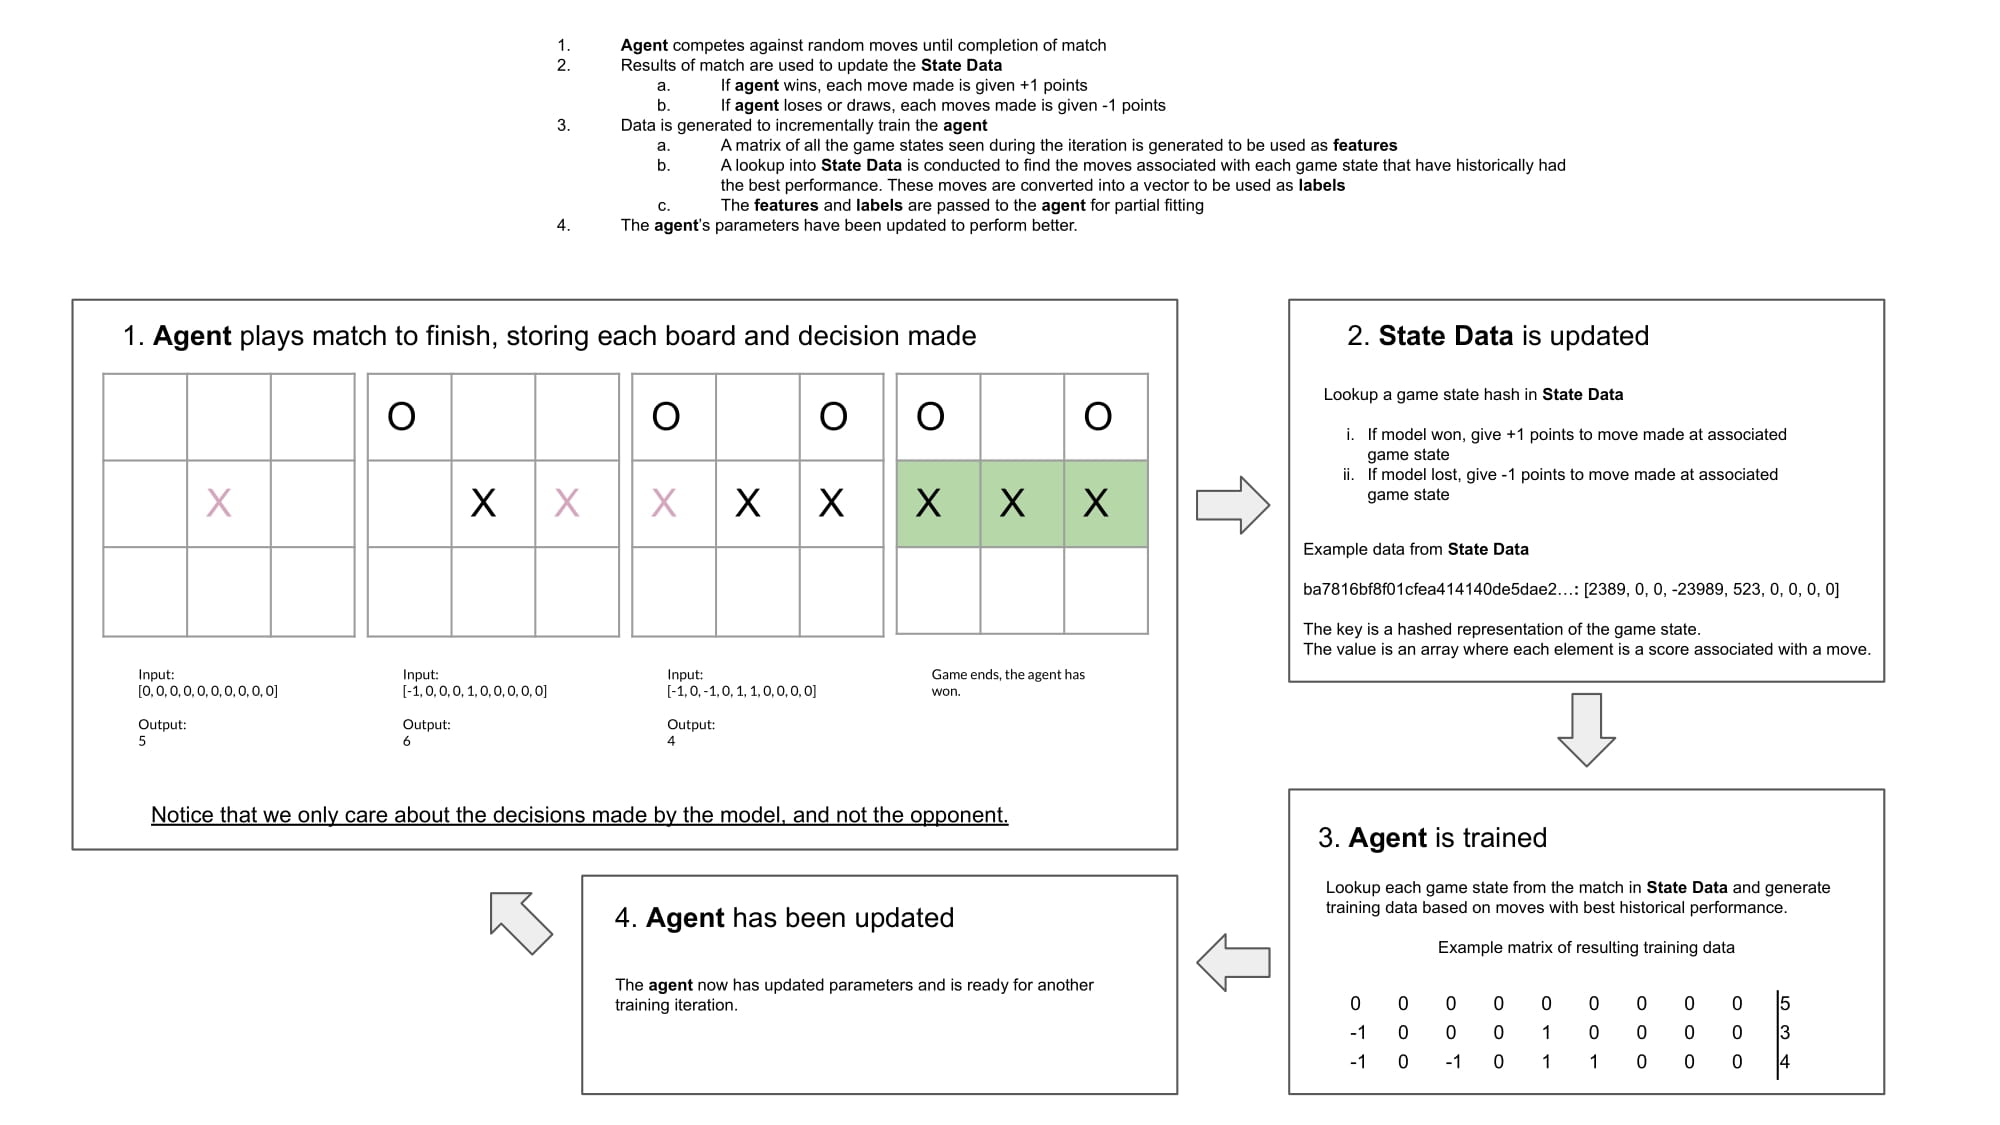 1. Agent competes against random moves until completion of match
2. Results of match are used to update the State Data
a. If agent wins, each move made is given +1 points
b. If agent loses or draws, each moves made is given -1 points
3. Data is generated to incrementally train the agent
a. A matrix of all the game states seen during the iteration is generated to be used as features
b. A lookup into State Data is conducted to find the moves associated with each game state that have historically had
the best performance. These moves are converted into a vector to be used as labels
c. The features and labels are passed to the agent for partial fitting
4. The agent's parameters have been updated to perform better.
1. Agent plays match to finish, storing each board and decision made
X
O
X X
O O
X X X
O O
X X X
Input:
[0, 0, 0, 0, 0, 0, 0, 0, 0, 0]
Output:
5
Input:
[-1, 0, 0, 0, 1, 0, 0, 0, 0, 0]
Output:
6
Input:
[-1, 0, -1, 0, 1, 1, 0, 0, 0, 0]
Output:
4
Game ends, the agent has
won.
Notice that we only care about the decisions made by the model, and not the opponent.
2. State Data is updated
Lookup a game state hash in State Data
i. If model won, give +1 points to move made at associated
game state
ii. If model lost, give -1 points to move made at associated
game state
Example data from State Data
ba7816bf8f01cfea414140de5dae2…: [2389, 0, 0, -23989, 523, 0, 0, 0, 0]
The key is a hashed representation of the game state.
The value is an array where each element is a score associated with a move.
3. Agent is trained
Lookup each game state from the match in State Data and generate
training data based on moves with best historical performance.
Example matrix of resulting training data
0 0 0 0 0 0 0 0 0 5
-1 0 0 0 1 0 0 0 0 3
-1 0 -1 0 1 1 0 0 0 4
4. Agent has been updated
The agent now has updated parameters and is ready for another
training iteration.